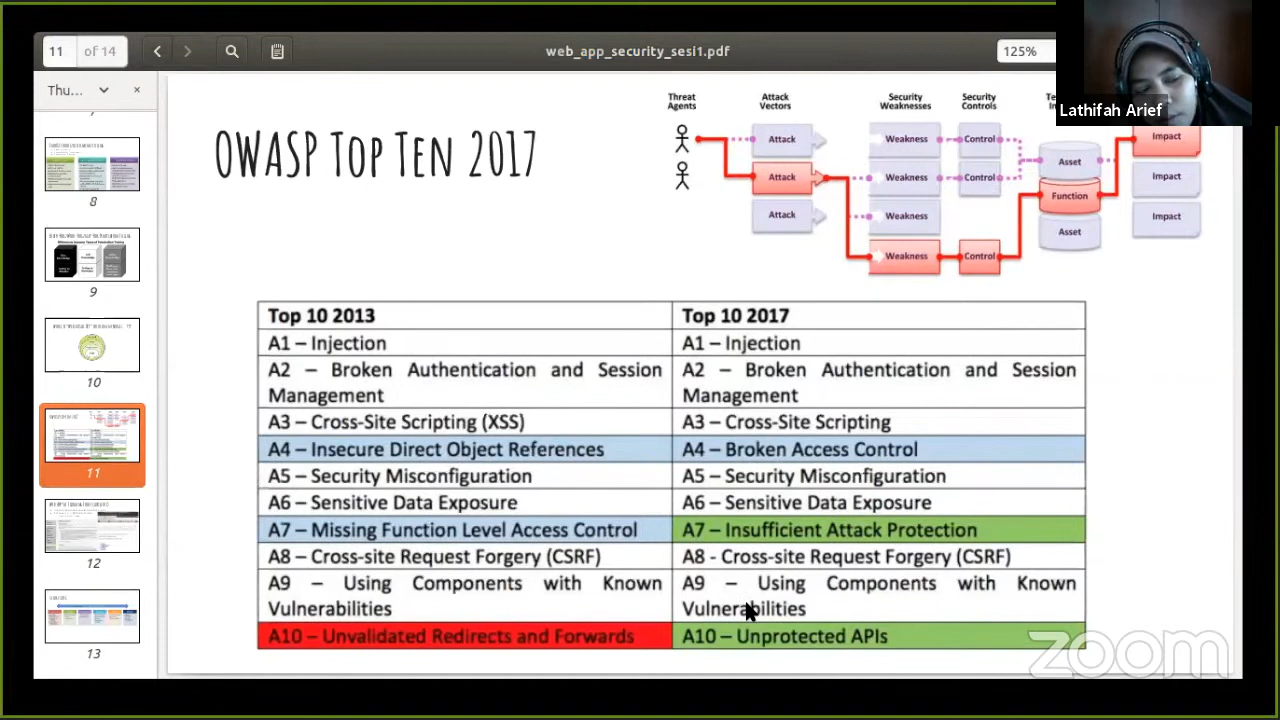 11 of 14
web_app_security_sesi1.pdf
125%
Thu...
8
9
10
11
12
13
Lathifah Arief
OWASP Top Ten 2017
Threat Agents
Attack Vectors
Security Weaknesses
Security Controls
Attack
Attack
Attack
Weakness
Weakness
Weakness
Weakness
Control
Control
Control
Asset
Function
Asset
Impact
Impact
Impact
Top 10 2013
Top 10 2017
A1 – Injection
A1 – Injection
A2 – Broken Authentication and Session
Management
A2 – Broken Authentication and Session
Management
A3 – Cross-Site Scripting (XSS)
A3 – Cross-Site Scripting
A4 – Insecure Direct Object References
A4 – Broken Access Control
A5 – Security Misconfiguration
A5 – Security Misconfiguration
A6 – Sensitive Data Exposure
A6 – Sensitive Data Exposure
A7 – Missing Function Level Access Control
A7 – Insufficient Attack Protection
A8 – Cross-site Request Forgery (CSRF)
A8 - Cross-site Request Forgery (CSRF)
A9 – Using Components with Known
Vulnerabilities
A9 – Using Components with Known
Vulnerabilities
A10 – Unvalidated Redirects and Forwards
A10 – Unprotected APIs
zoom